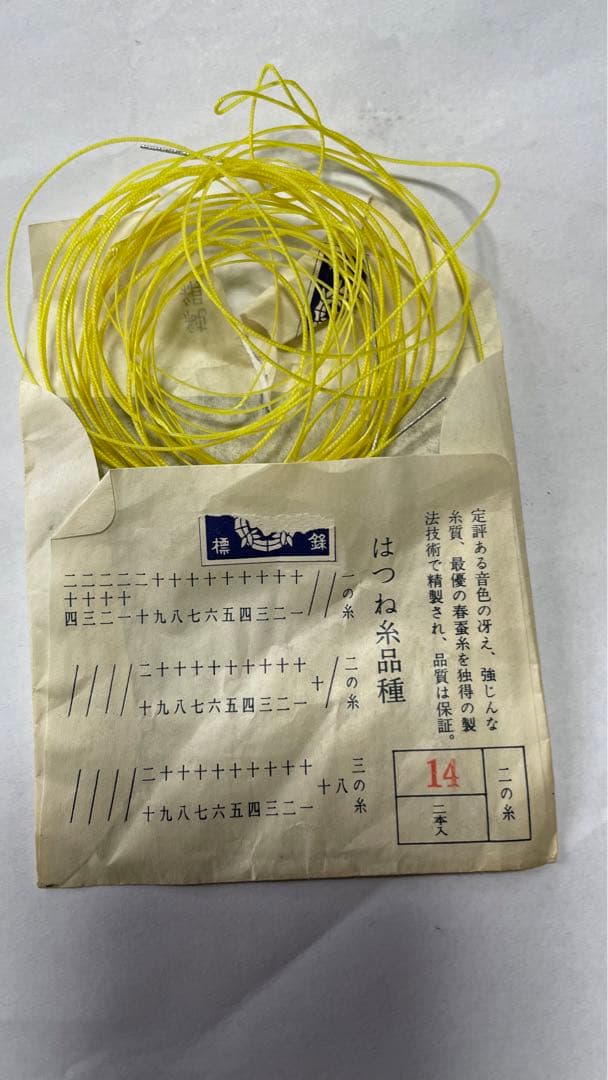 定評ある音色の冴え、強じんな
糸質、最優の春蚕糸を独得の製
法技術で精製され、品質は保証。
はつね糸品種
錄
標
一の糸
十一
十二
十三
十四
十五
十六
十七
十八
十九
二十
二十一
二十二
二十三
二十四
二の糸
十
十一
十二
十三
十四
十五
十六
十七
十八
十九
二十
三の糸
八
十
十一
十二
十三
十四
十五
十六
十七
十八
十九
二十
二の糸
14
二本入